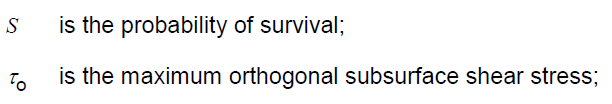 S is the probability of survival;
τo is the maximum orthogonal subsurface shear stress;